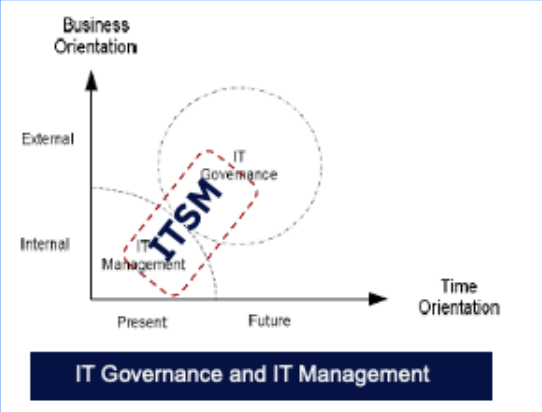 Business
Orientation
External
IT
Governance
ITSM
Internal
IT
Management
Time
Orientation
Present
Future
IT Governance and IT Management